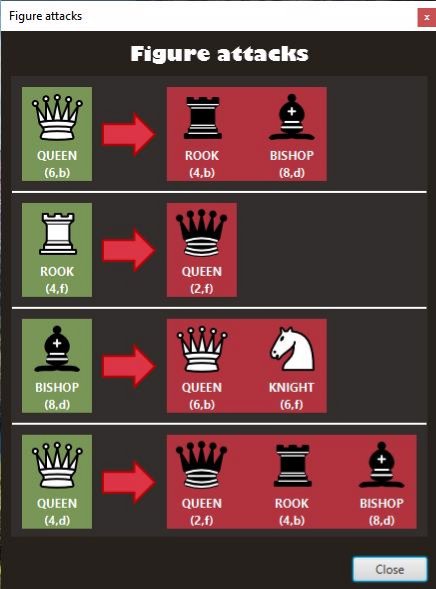 Figure attacks
x
Figure attacks
QUEEN ROOK BISHOP
(6,b) (4,b) (8,d)
ROOK QUEEN
(4,f) (2,f)
BISHOP QUEEN KNIGHT
(8,d) (6,b) (6,f)
QUEEN QUEEN ROOK BISHOP
(4,d) (2,f) (4,b) (8,d)
Close